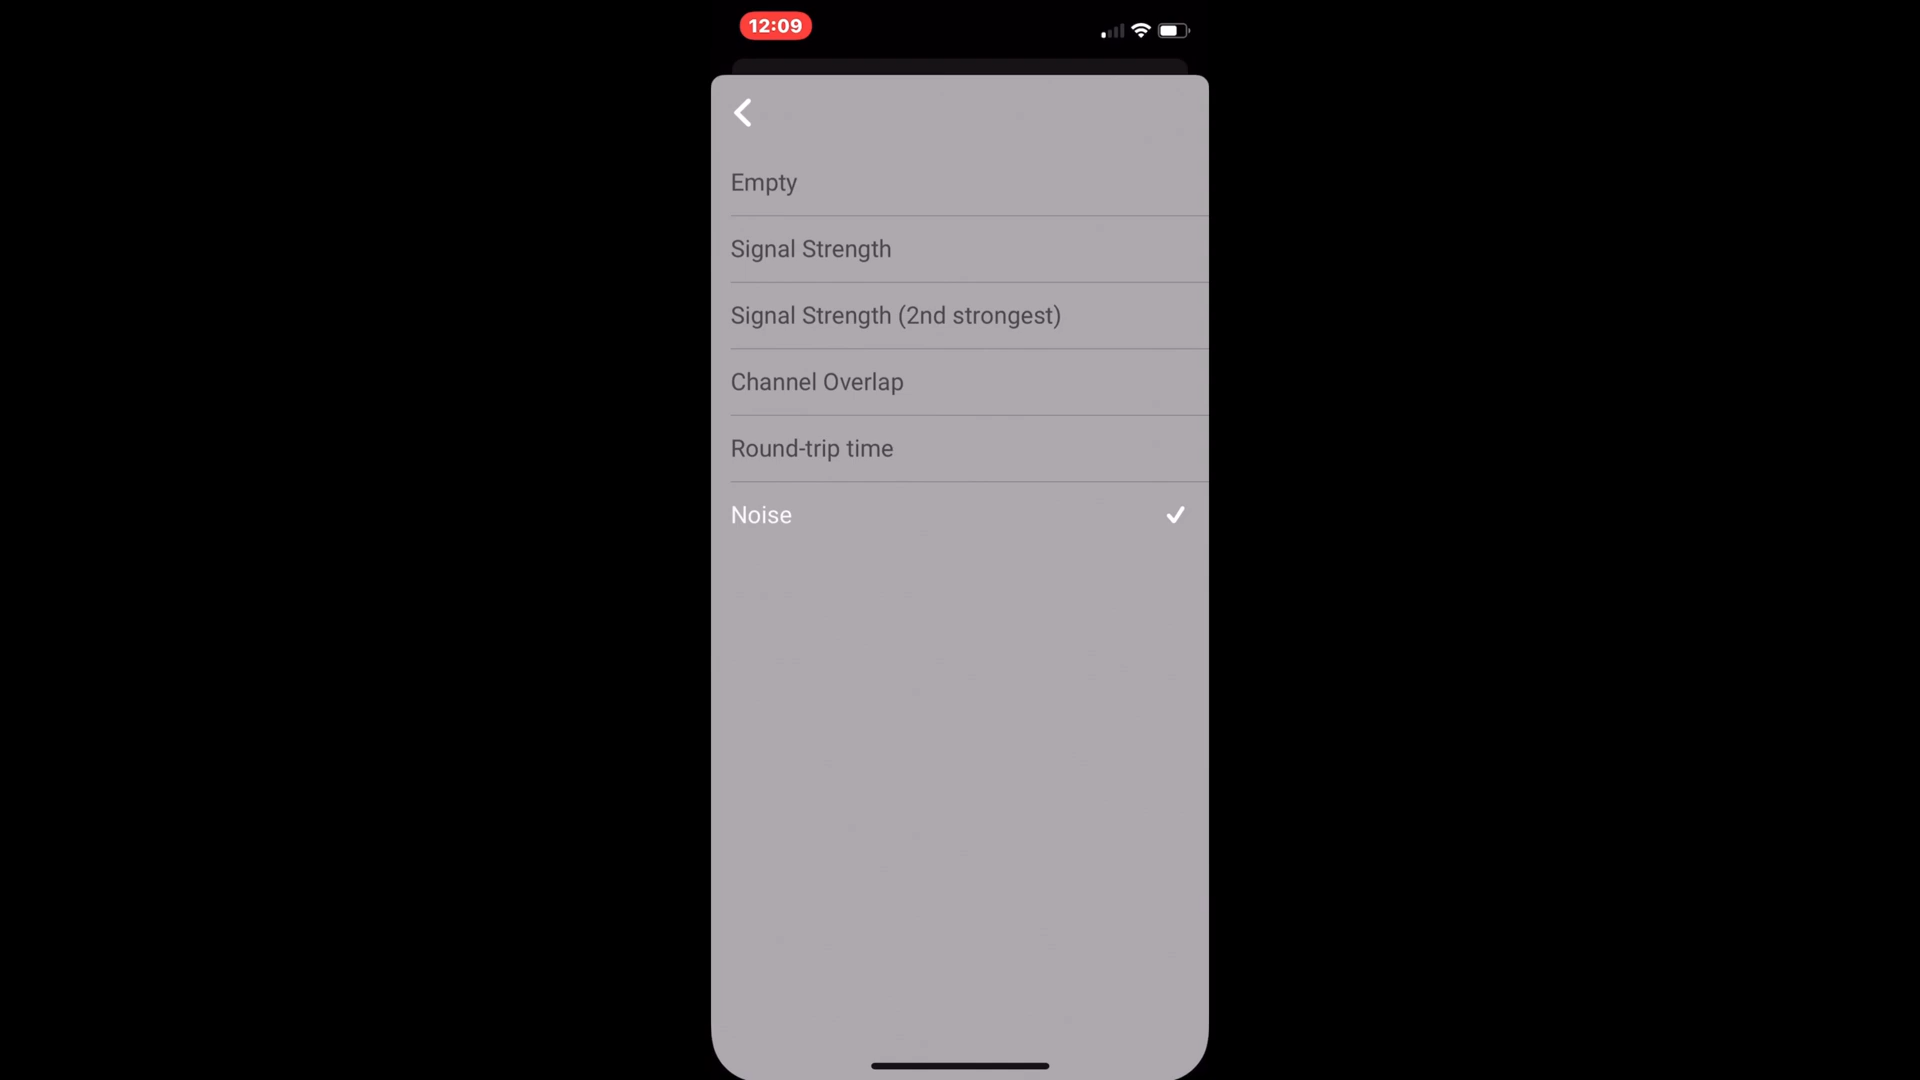 12:09
Empty
Signal Strength
Signal Strength (2nd strongest)
Channel Overlap
Round-trip time
Noise